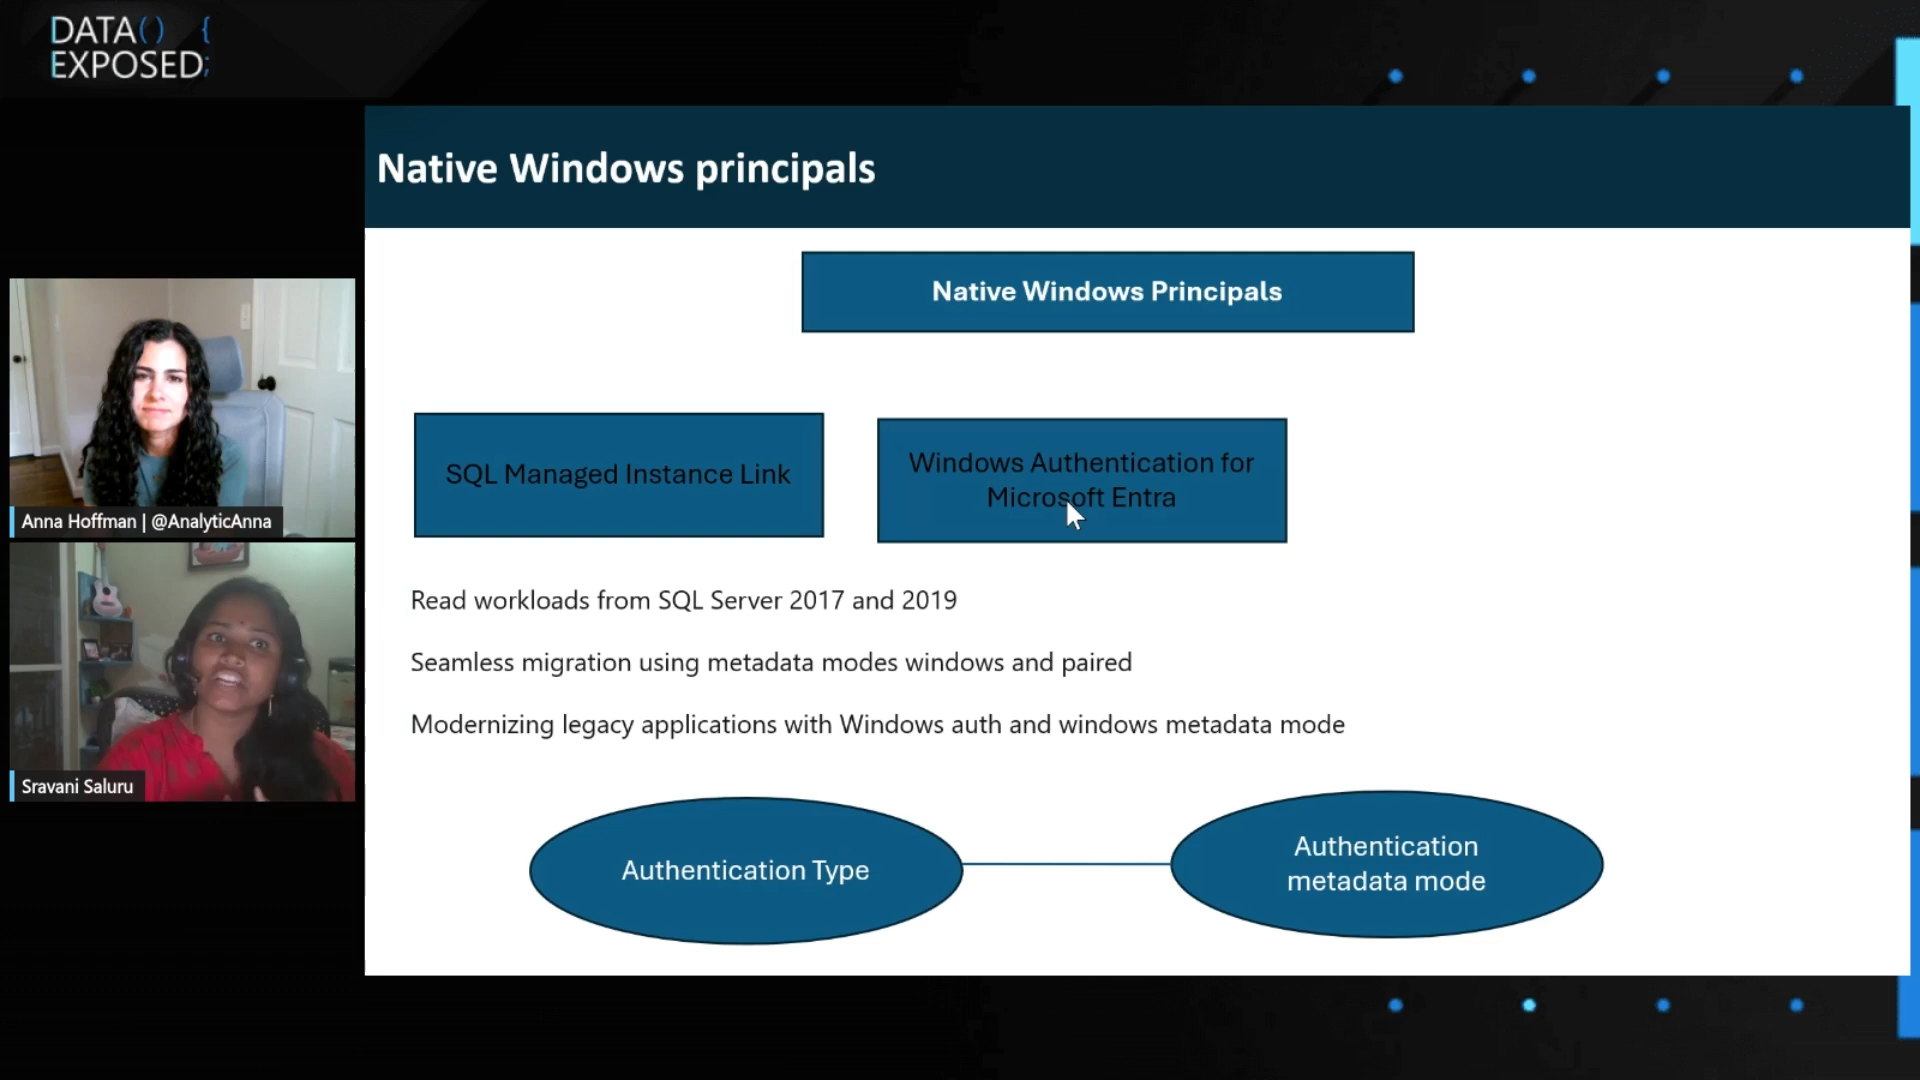 DATA() {
EXPOSED;
Native Windows principals
Native Windows Principals
SQL Managed Instance Link
Windows Authentication for
Microsoft Entra
Anna Hoffman | @AnalyticAnna
Read workloads from SQL Server 2017 and 2019
Seamless migration using metadata modes windows and paired
Modernizing legacy applications with Windows auth and windows metadata mode
Sravani Saluru
Authentication Type
Authentication
metadata mode